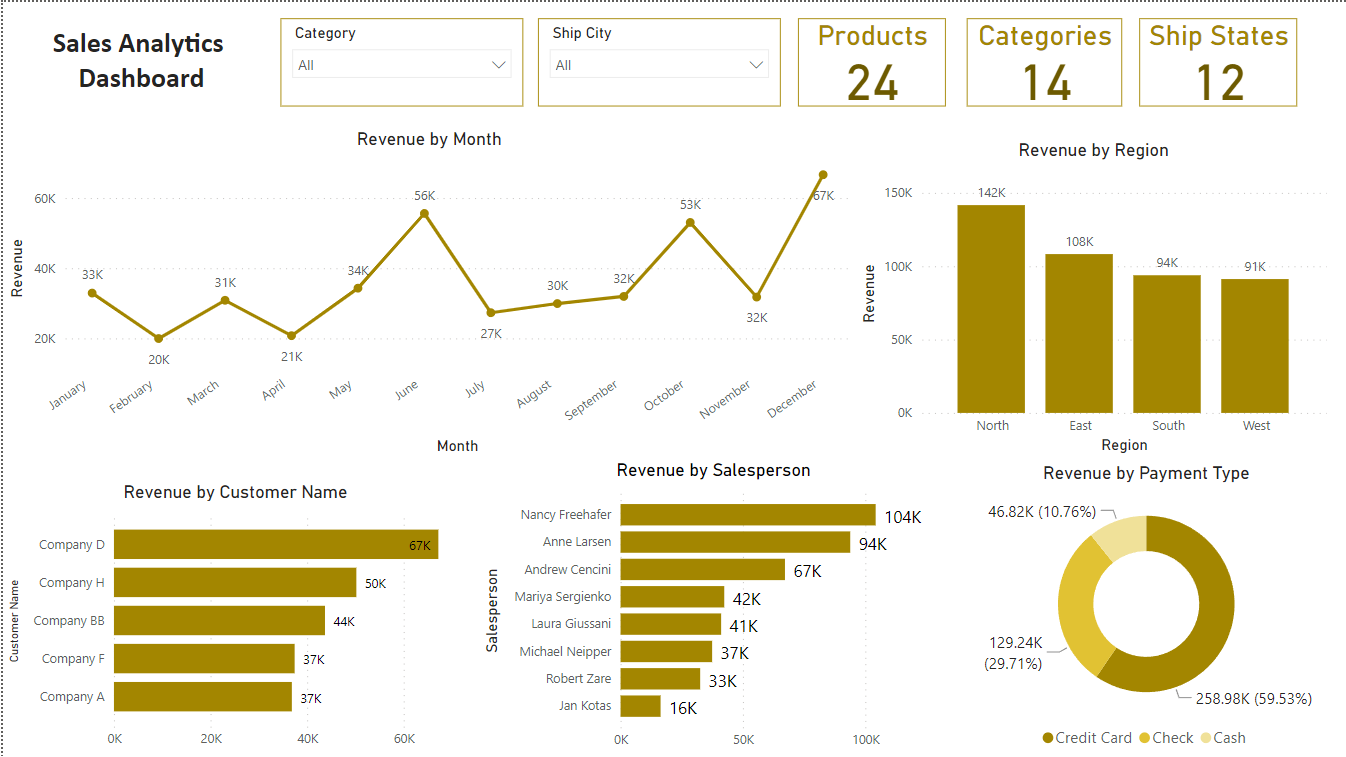 Sales Analytics
Dashboard
Category
All
Ship City
All
Products
24
Categories
14
Ship States
12
Revenue by Month
Revenue
60K
40K
20K
33K
20K
31K
21K
34K
56K
27K
30K
32K
53K
32K
67K
January
February
March
April
May
June
July
August
September
October
November
December
Month
Revenue by Region
Revenue
150K
100K
50K
0K
142K
108K
94K
91K
North
East
South
West
Region
Revenue by Customer Name
Customer Name
Company D
67K
Company H
50K
Company BB
44K
Company F
37K
Company A
37K
0K
20K
40K
60K
Revenue by Salesperson
Salesperson
Nancy Freehafer
104K
Anne Larsen
94K
Andrew Cencini
67K
Mariya Sergienko
42K
Laura Giussani
41K
Michael Neipper
37K
Robert Zare
33K
Jan Kotas
16K
0K
50K
100K
Revenue by Payment Type
46.82K (10.76%)
129.24K
(29.71%)
258.98K (59.53%)
Credit Card
Check
Cash